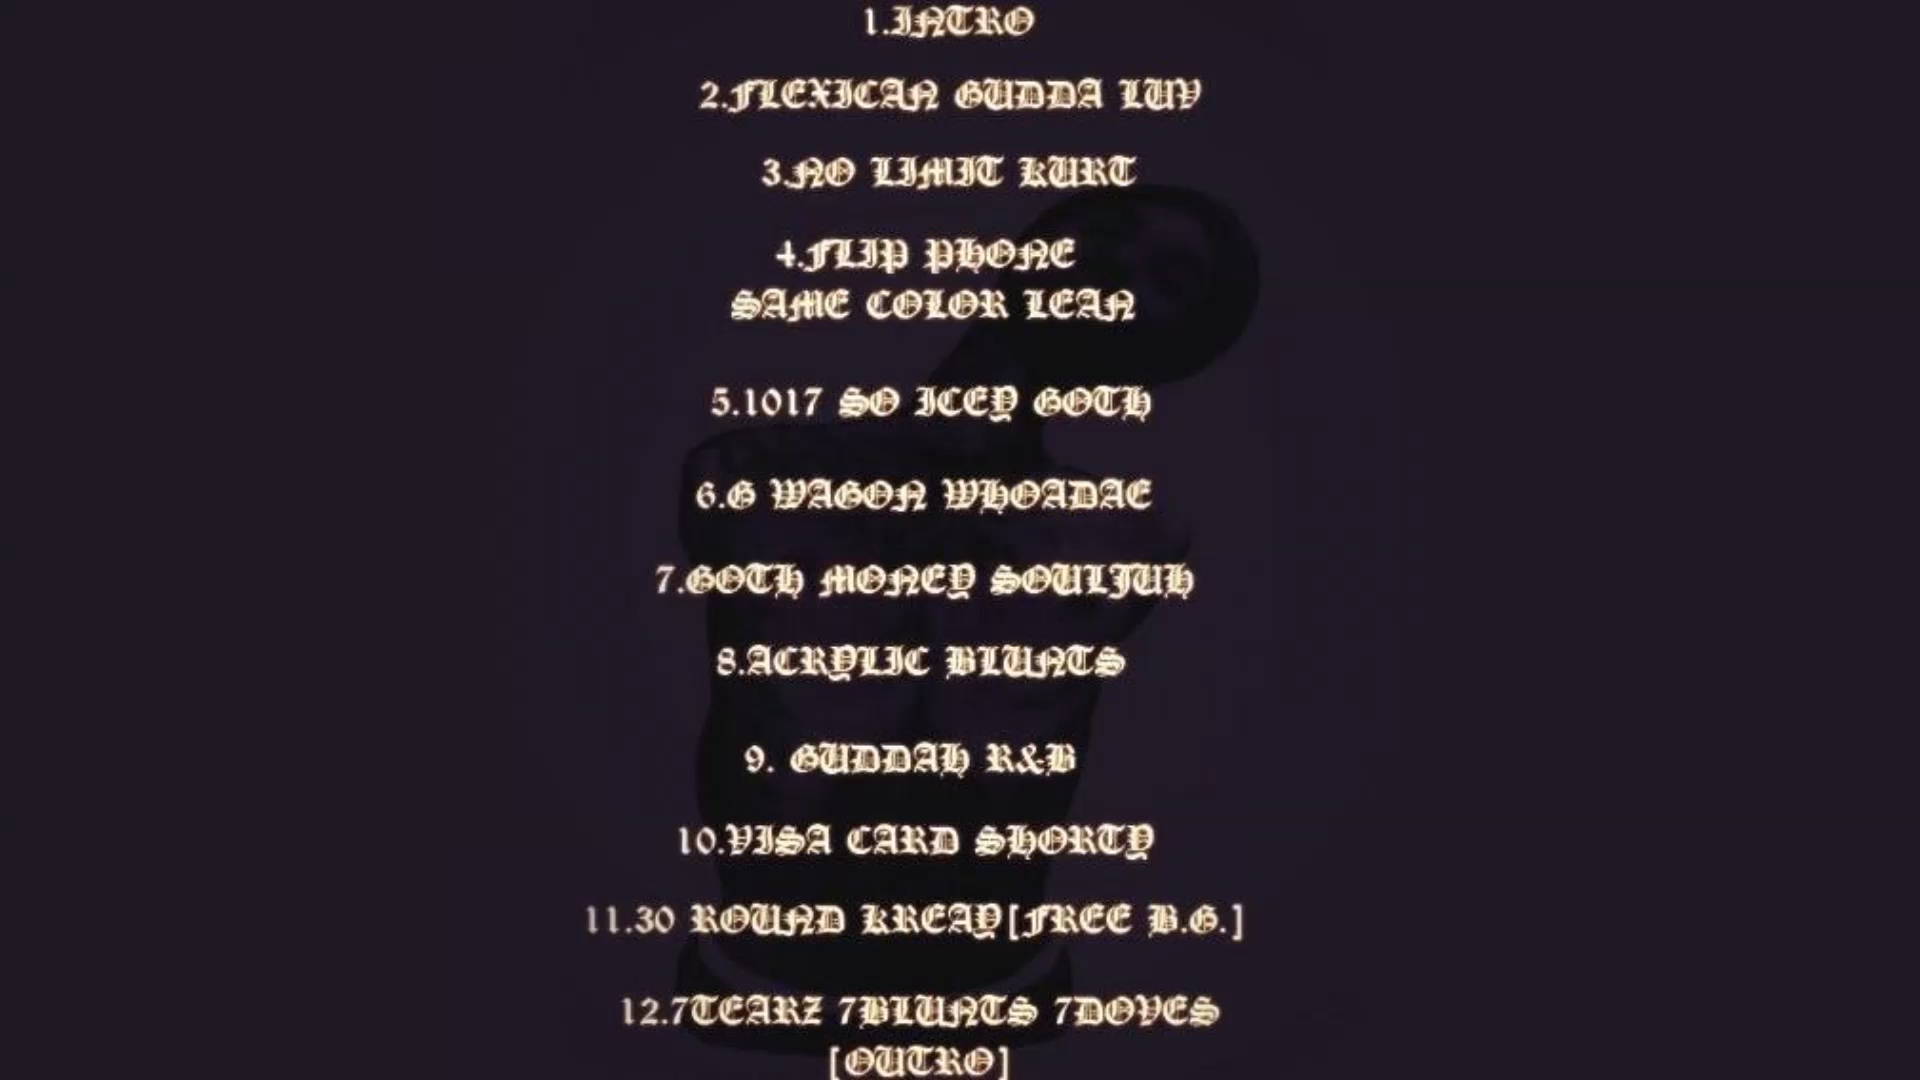 1.INTRO
2.FLEXICAN GUDDA LUV
3.NO LIMIT KURT
4.FLIP PHONE
SAME COLOR LEAN
5.1017 SO ICEY GOTH
6.G WAGON WHOADAE
7.GOTH MONEY SOULJUH
8.ACRYLIC BLUNTS
9. GUDDAH R&B
10.VISA CARD SHORTY
11.30 ROUND KREAY[FREE B.G.]
12.7TEARZ 7BLUNTS 7DOVES
[OUTRO]